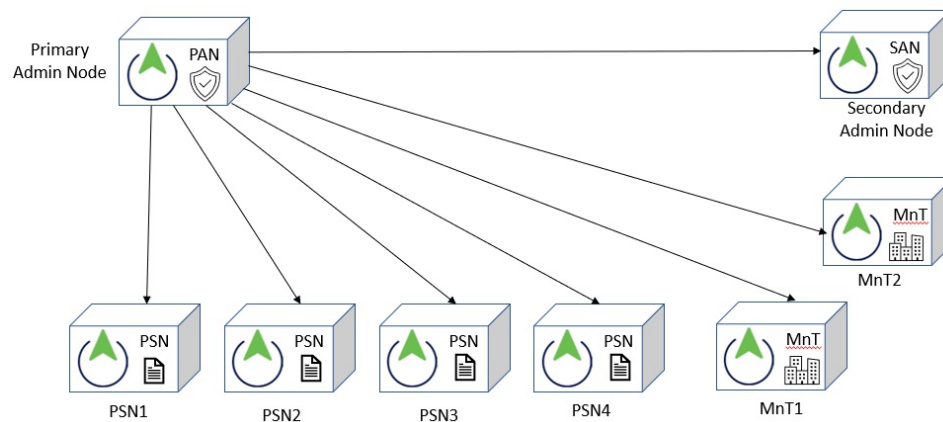 Primary
Admin Node
PAN
SAN
Secondary
Admin Node
MnT
MnT2
PSN
PSN
PSN
PSN
MnT
PSN1
PSN2
PSN3
PSN4
MnT1